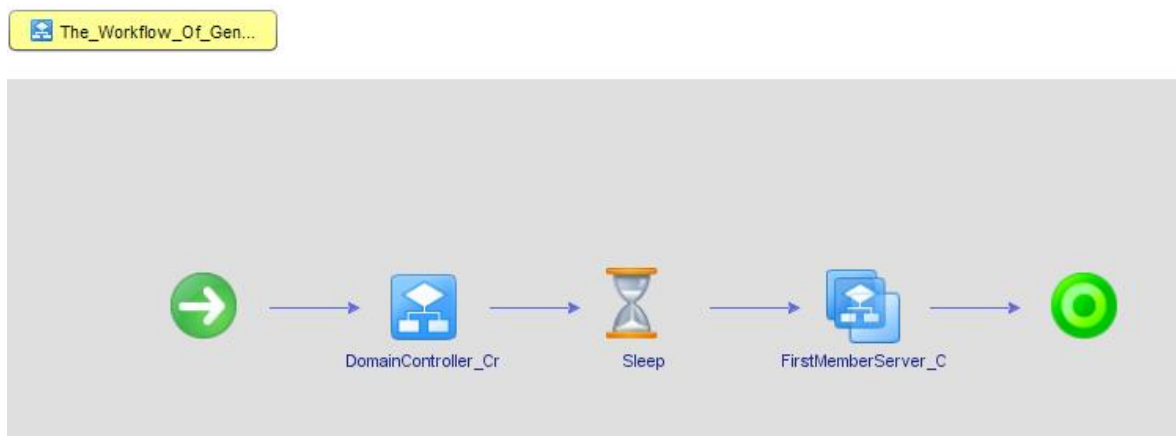 The_Workflow_Of_Gen...
DomainController_Cr
Sleep
FirstMemberServer_C